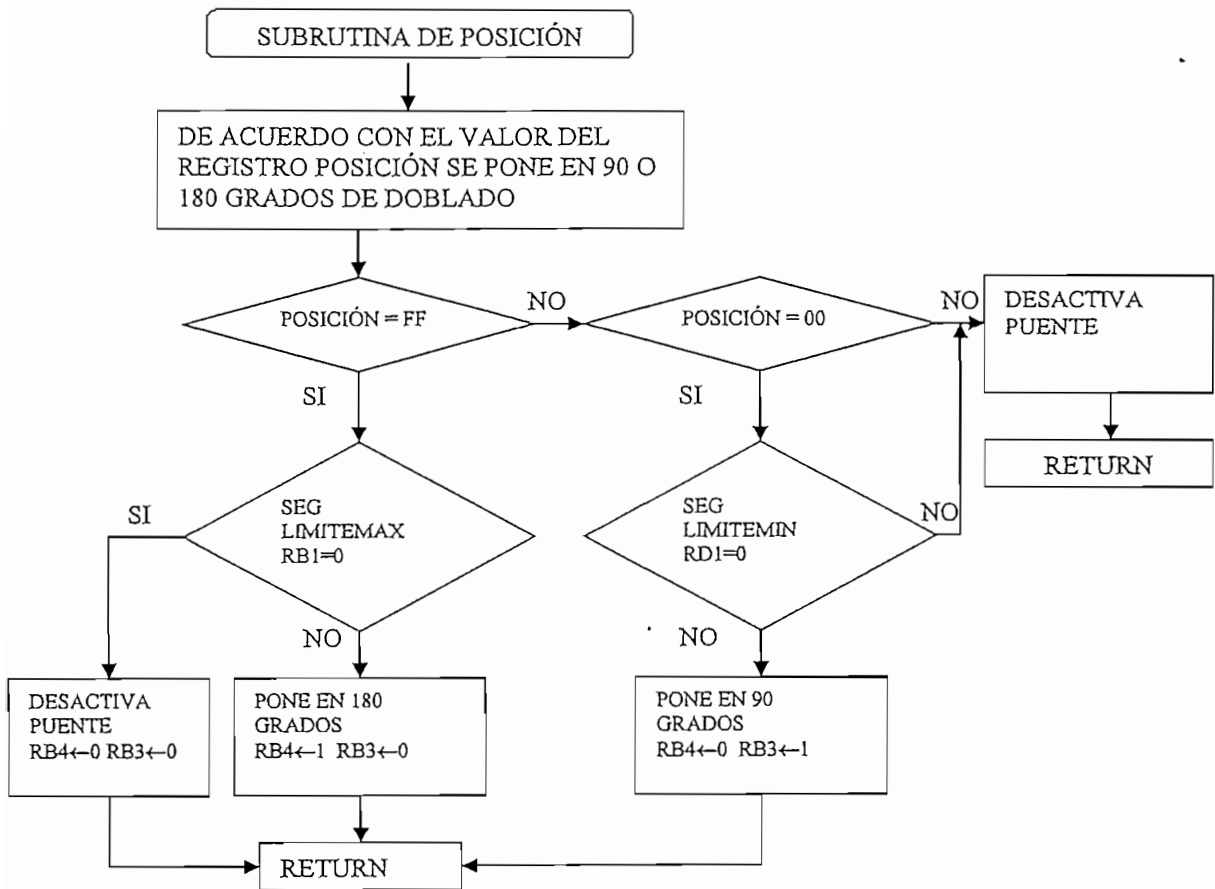 SUBRUTINA DE POSICIÓN
DE ACUERDO CON EL VALOR DEL
REGISTRO POSICIÓN SE PONE EN 90 O
180 GRADOS DE DOBLADO
POSICIÓN = FF
NO
POSICIÓN = 00
NO
DESACTIVA
PUENTE
RETURN
SI
SI
SEG
LIMITEMAX
RB1=0
SI
NO
SEG
LIMITEMIN
RD1=0
NO
NO
DESACTIVA
PUENTE
RB4←0 RB3←0
PONE EN 180
GRADOS
RB4←1 RB3←0
PONE EN 90
GRADOS
RB4←0 RB3←1
RETURN